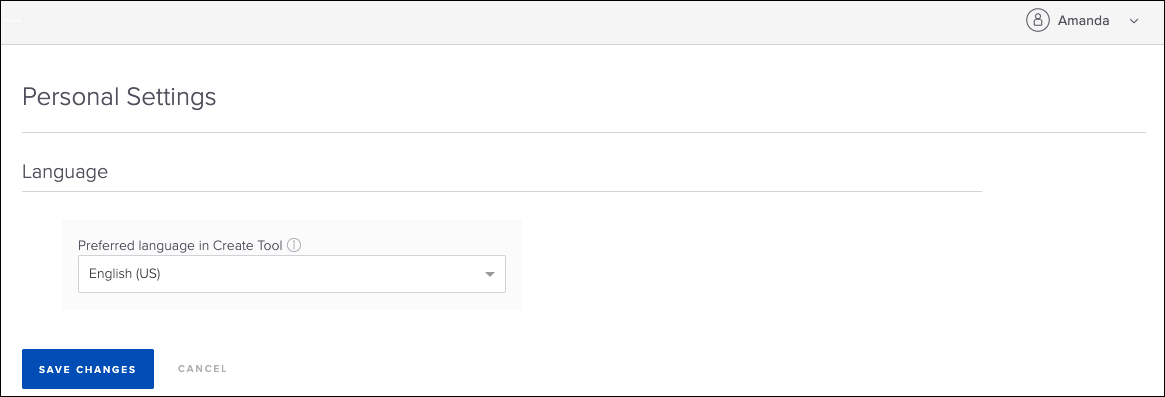 Amanda
Personal Settings
Language
Preferred language in Create Tool
English (US)
SAVE CHANGES
CANCEL